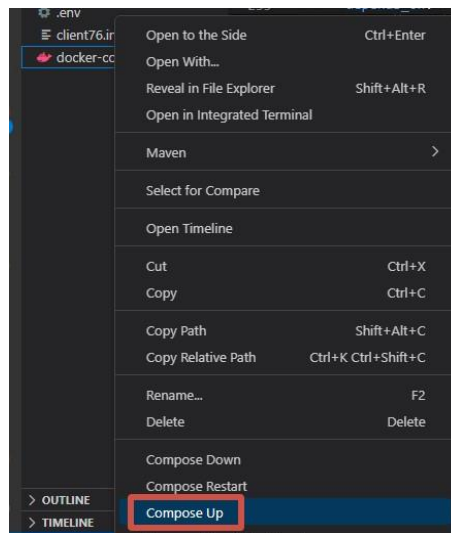 .env
client76.ir
docker-cc
Open to the Side Ctrl+Enter
Open With...
Reveal in File Explorer Shift+Alt+R
Open in Integrated Terminal
Maven
Select for Compare
Open Timeline
Cut Ctrl+X
Copy Ctrl+C
Copy Path Shift+Alt+C
Copy Relative Path Ctrl+K Ctrl+Shift+C
Rename... F2
Delete Delete
Compose Down
Compose Restart
Compose Up
OUTLINE
TIMELINE